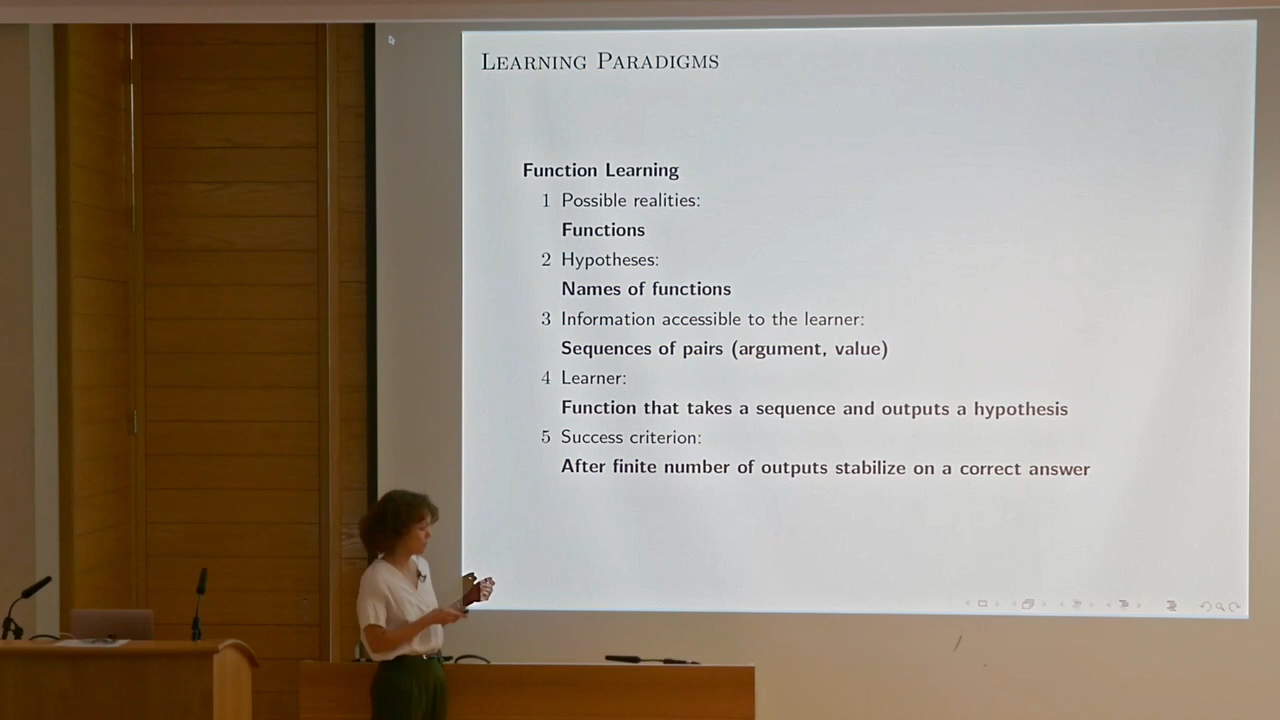 Learning Paradigms
Function Learning
1 Possible realities:
Functions
2 Hypotheses:
Names of functions
3 Information accessible to the learner:
Sequences of pairs (argument, value)
4 Learner:
Function that takes a sequence and outputs a hypothesis
5 Success criterion:
After finite number of outputs stabilize on a correct answer